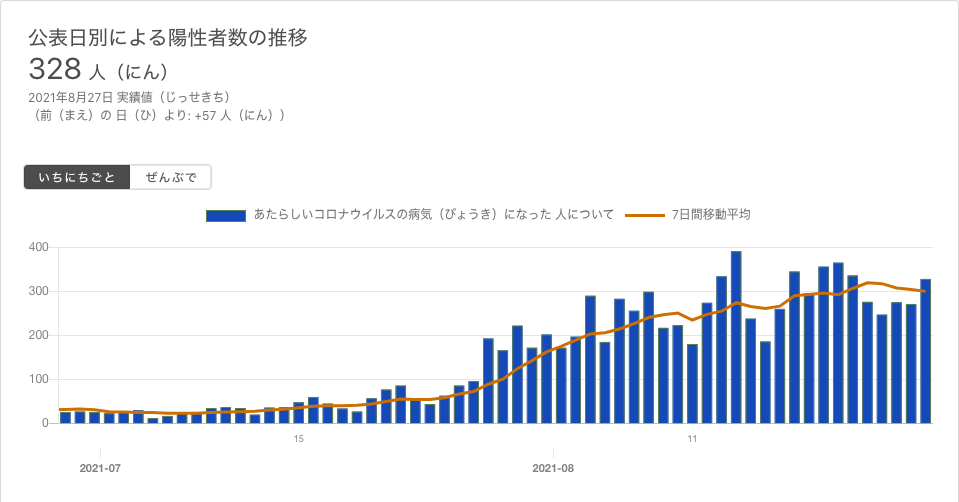 公表日別による陽性者数の推移
328 人（にん）
2021年8月27日 実績値（じっせきち）
（前（まえ）の 日（ひ）より: +57 人（にん））
いちにちごと ぜんぶで
あたらしいコロナウイルスの病気（びょうき）になった 人について 7日間移動平均
400
300
200
100
0
15 11
2021-07 2021-08